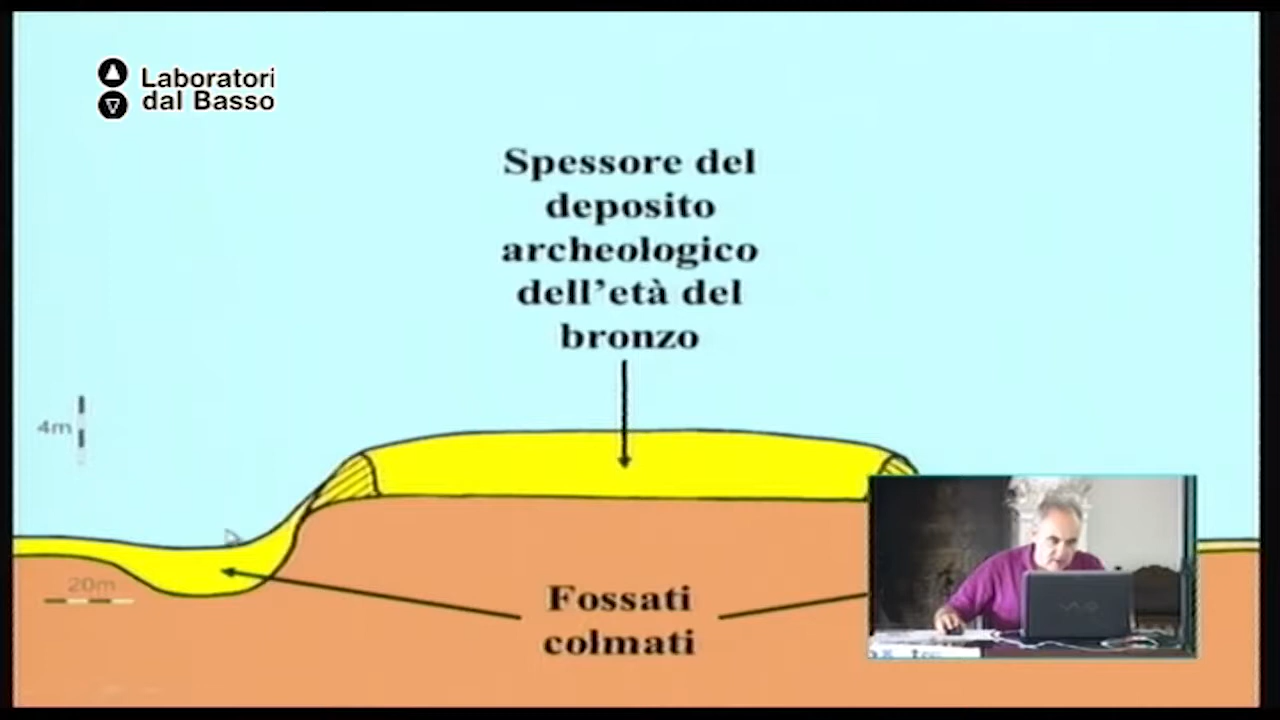 Laboratori
dal Basso
Spessore del
deposito
archeologico
dell’età del
bronzo
4m
20m
Fossati
colmati